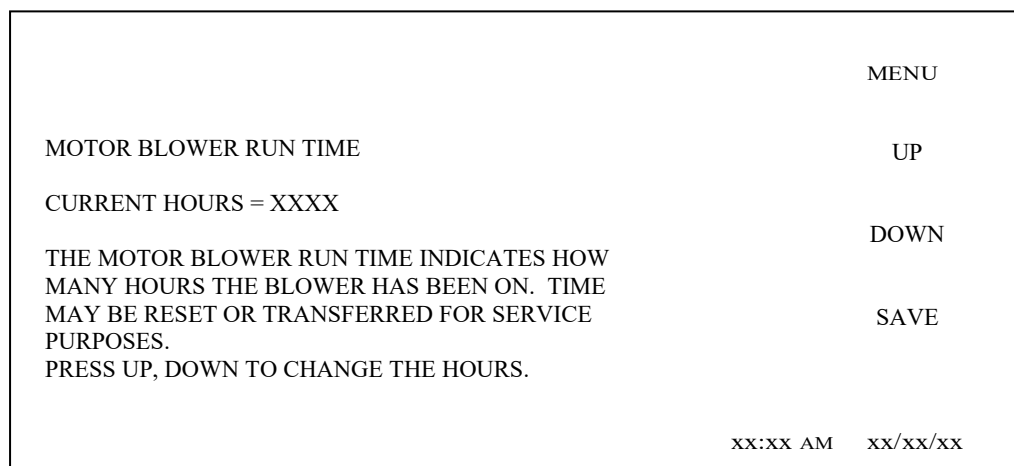 MENU
MOTOR BLOWER RUN TIME
UP
CURRENT HOURS = XXXX
DOWN
THE MOTOR BLOWER RUN TIME INDICATES HOW
MANY HOURS THE BLOWER HAS BEEN ON.  TIME
MAY BE RESET OR TRANSFERRED FOR SERVICE
SAVE
PURPOSES.
PRESS UP, DOWN TO CHANGE THE HOURS.
xx:xx AM xx/xx/xx